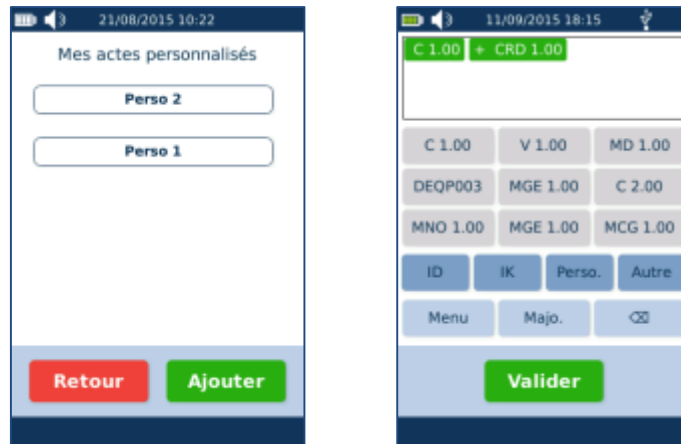 21/08/2015 10:22
Mes actes personnalisés
Perso 2
Perso 1
Retour Ajouter
11/09/2015 18:15
C 1.00 + CRD 1.00
C 1.00 V 1.00 MD 1.00
DEQP003 MGE 1.00 C 2.00
MNO 1.00 MGE 1.00 MCG 1.00
ID IK Perso. Autre
Menu Majo.
Valider